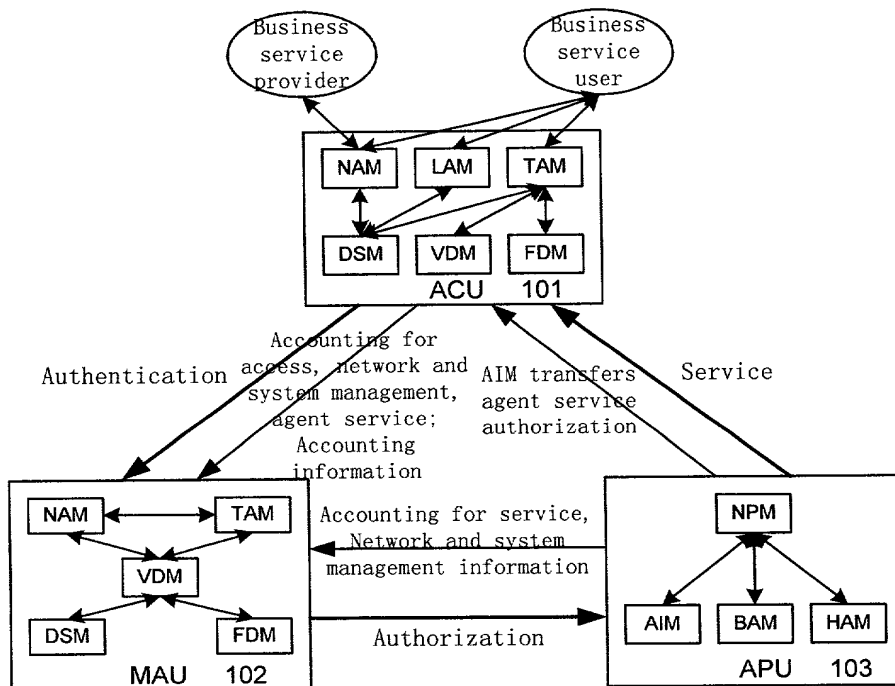 Business
service
provider
Business
service
user
NAM
LAM
TAM
DSM
VDM
FDM
ACU 101
Authentication
Accounting for
access, network and
system management,
agent service;
Accounting
information
AIM transfers
agent service
authorization
Service
NAM
TAM
VDM
DSM
FDM
MAU 102
Accounting for service,
Network and system
management information
Authorization
NPM
AIM
BAM
HAM
APU 103